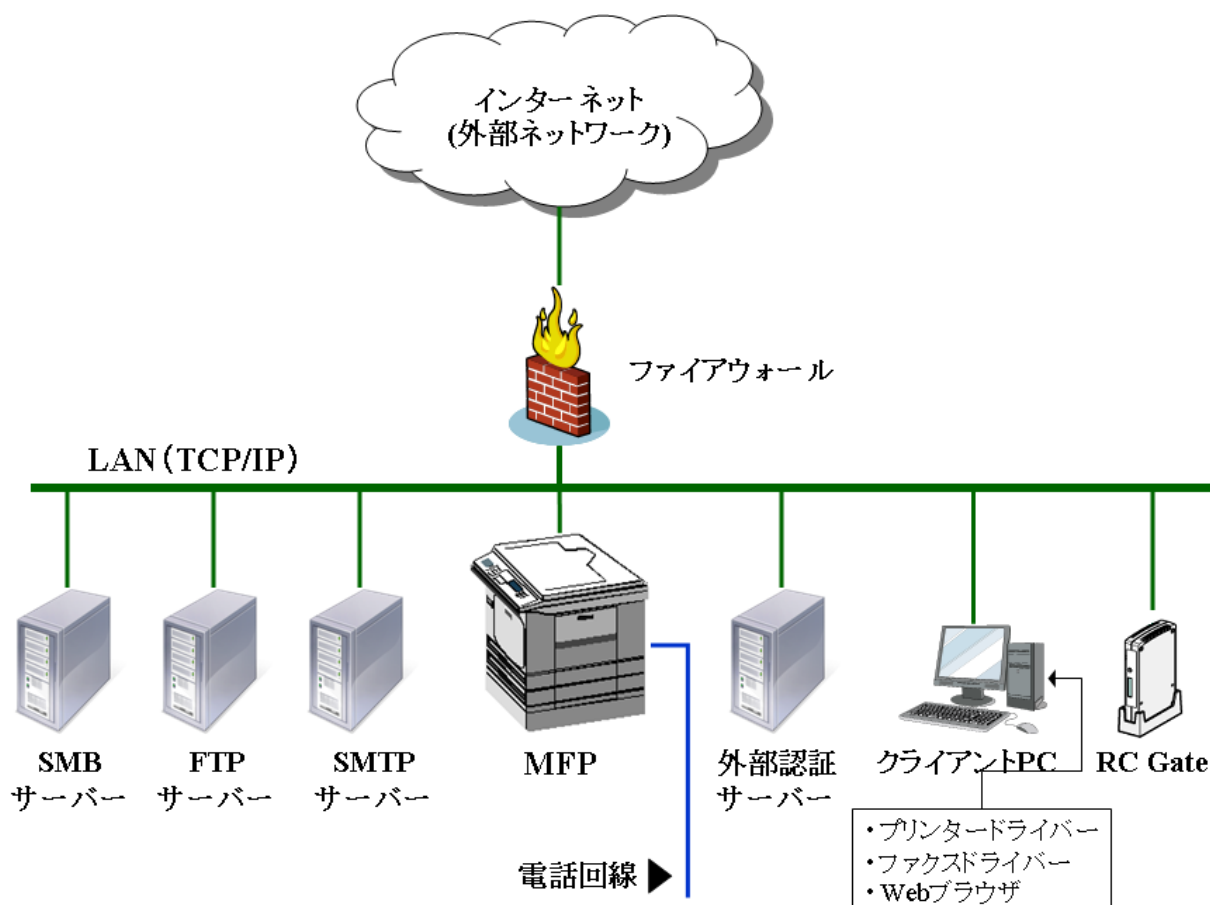 インターネット
(外部ネットワーク)
ファイアウォール
LAN(TCP/IP)
SMB
サーバー
FTP
サーバー
SMTP
サーバー
MFP
外部認証
サーバー
クライアントPC
RC Gate
電話回線
・プリンタードライバー
・ファクスドライバー
・Webブラウザ